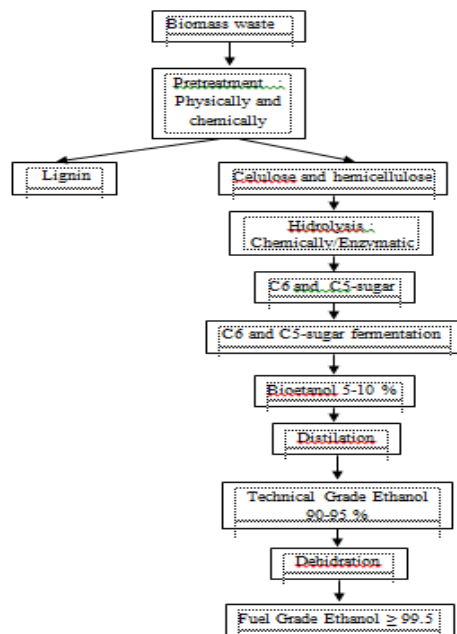 Biomass waste
Pretreatment :
Physically and
chemically
Lignin
Celulose and hemicellulose
Hidrolysis :
Chemically/Enzymatic
C6 and C5-sugar
C6 and C5-sugar fermentation
Bioetanol 5-10 %
Distilation
Technical Grade Ethanol
90-95 %
Dehidration
Fuel Grade Ethanol ≥ 99.5